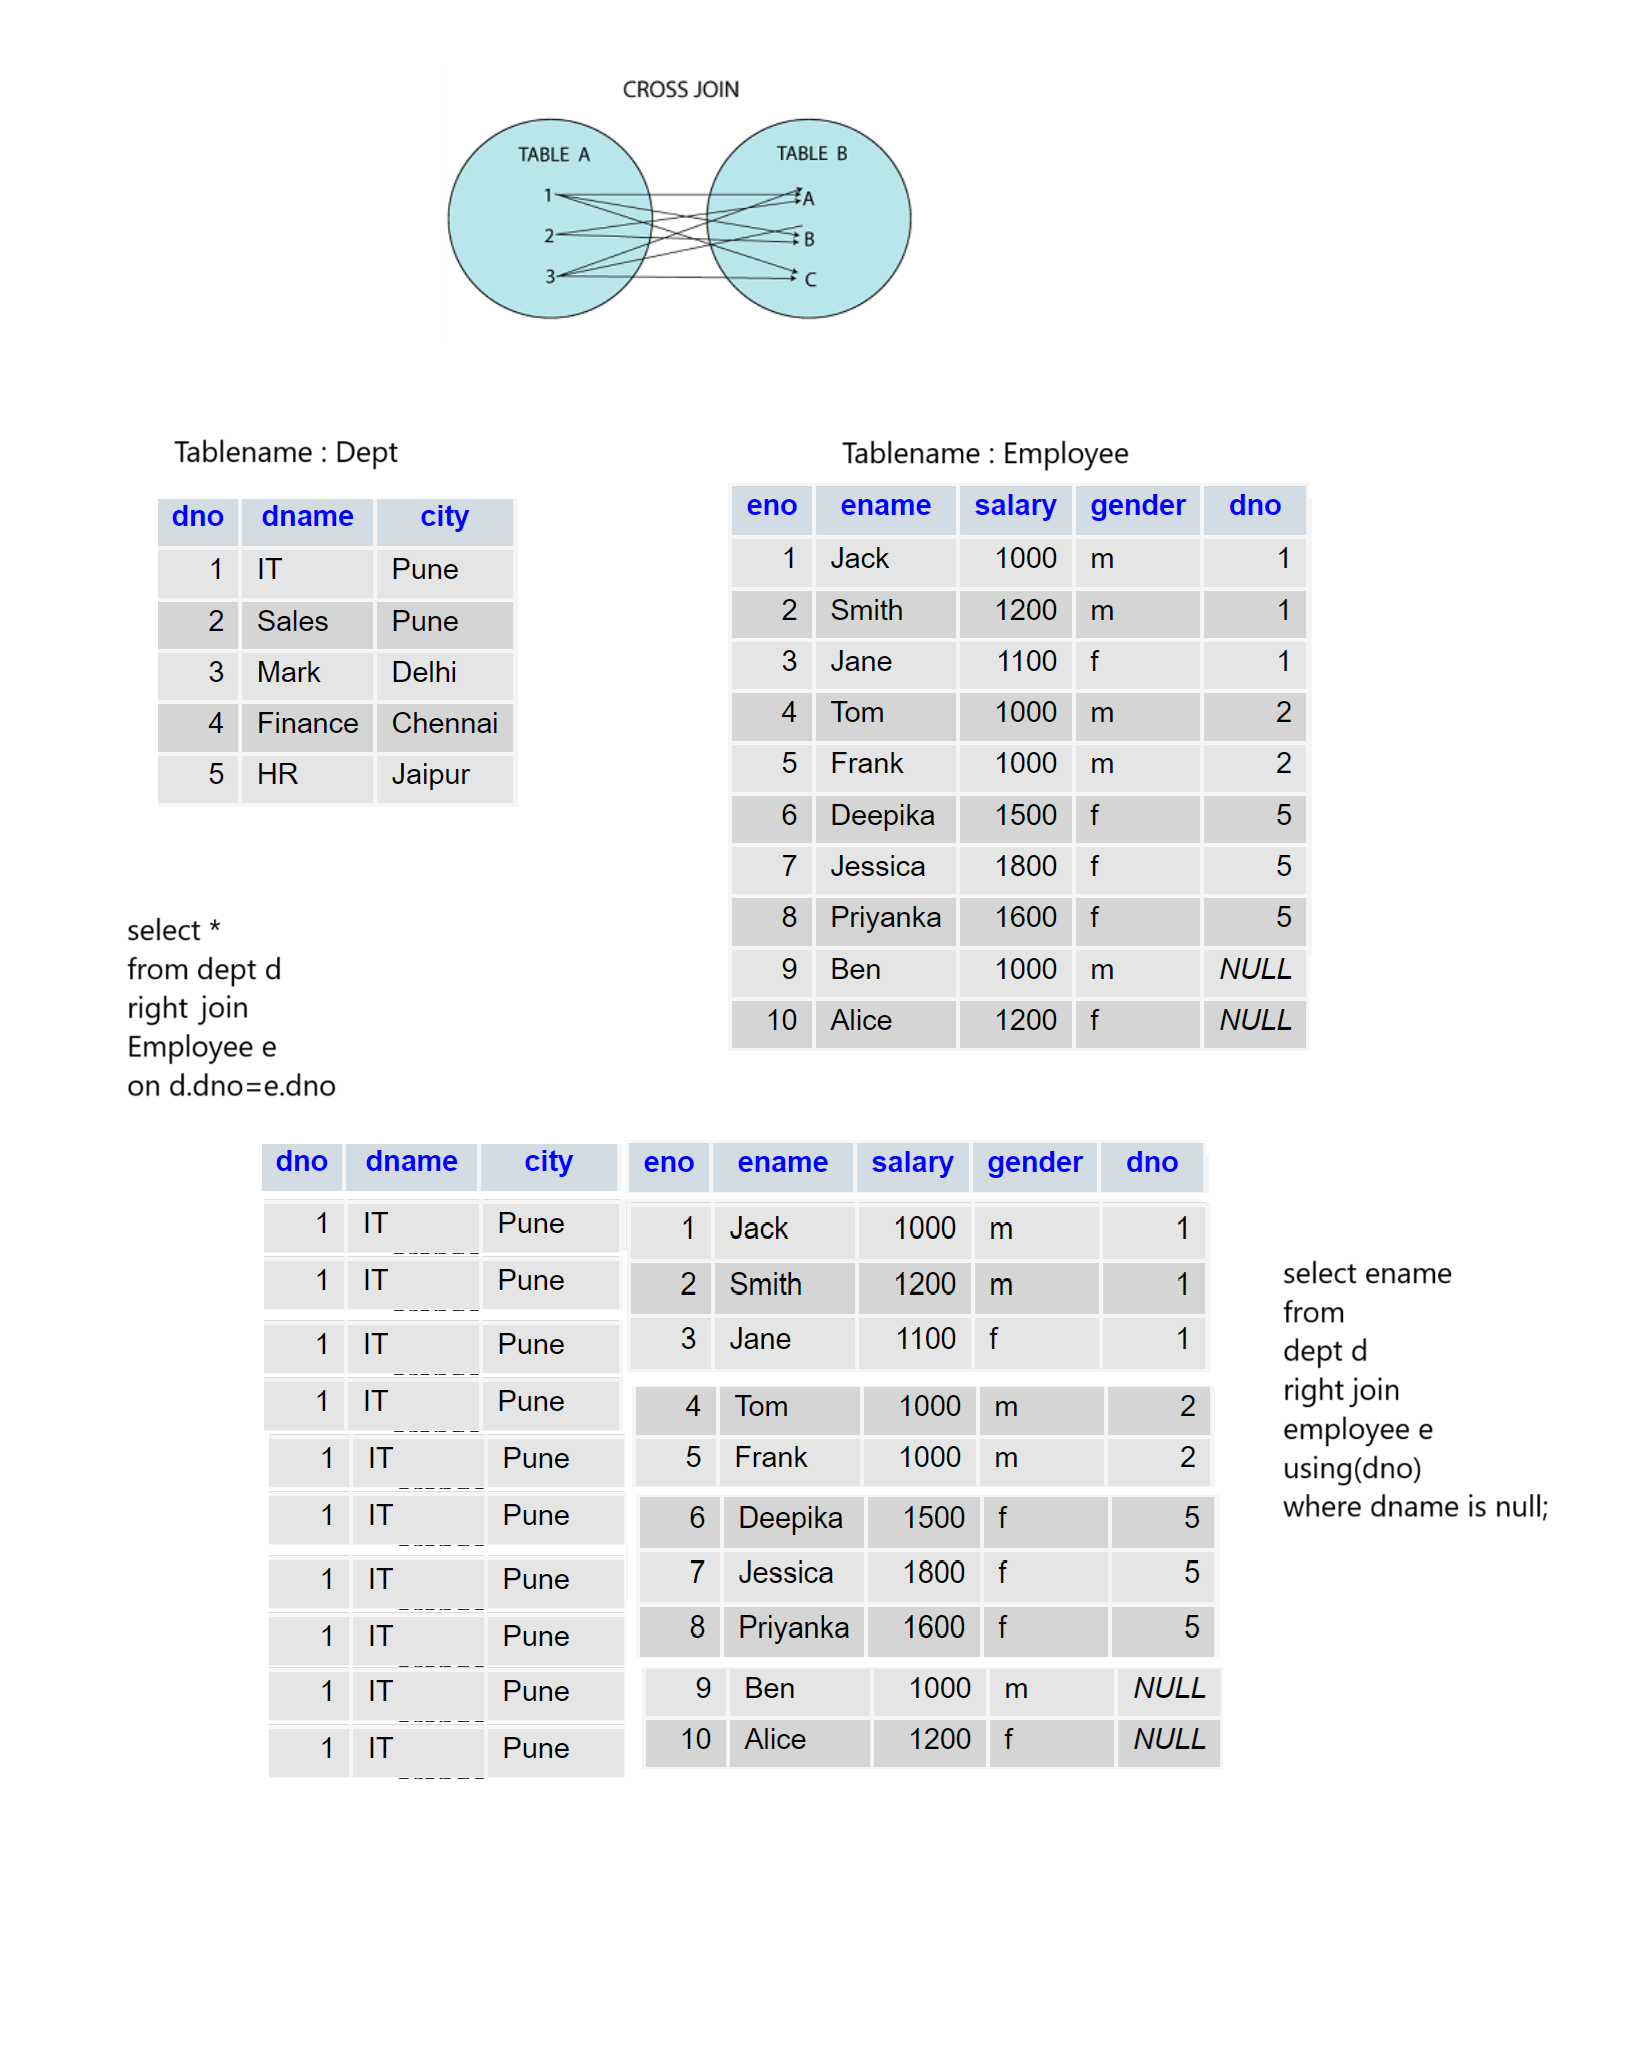 CROSS JOIN
TABLE A
TABLE B
1
A
2
B
3
C
Tablename : Dept
Tablename : Employee
dno dname city
1 IT Pune
2 Sales Pune
3 Mark Delhi
4 Finance Chennai
5 HR Jaipur
eno ename salary gender dno
1 Jack 1000 m 1
2 Smith 1200 m 1
3 Jane 1100 f 1
4 Tom 1000 m 2
5 Frank 1000 m 2
6 Deepika 1500 f 5
7 Jessica 1800 f 5
8 Priyanka 1600 f 5
9 Ben 1000 m NULL
10 Alice 1200 f NULL
select *
from dept d
right join
Employee e
on d.dno=e.dno
dno dname city eno ename salary gender dno
1 IT Pune 1 Jack 1000 m 1
1 IT Pune 2 Smith 1200 m 1
1 IT Pune 3 Jane 1100 f 1
1 IT Pune 4 Tom 1000 m 2
1 IT Pune 5 Frank 1000 m 2
1 IT Pune 6 Deepika 1500 f 5
1 IT Pune 7 Jessica 1800 f 5
1 IT Pune 8 Priyanka 1600 f 5
1 IT Pune 9 Ben 1000 m NULL
1 IT Pune 10 Alice 1200 f NULL
select ename
from
dept d
right join
employee e
using(dno)
where dname is null;